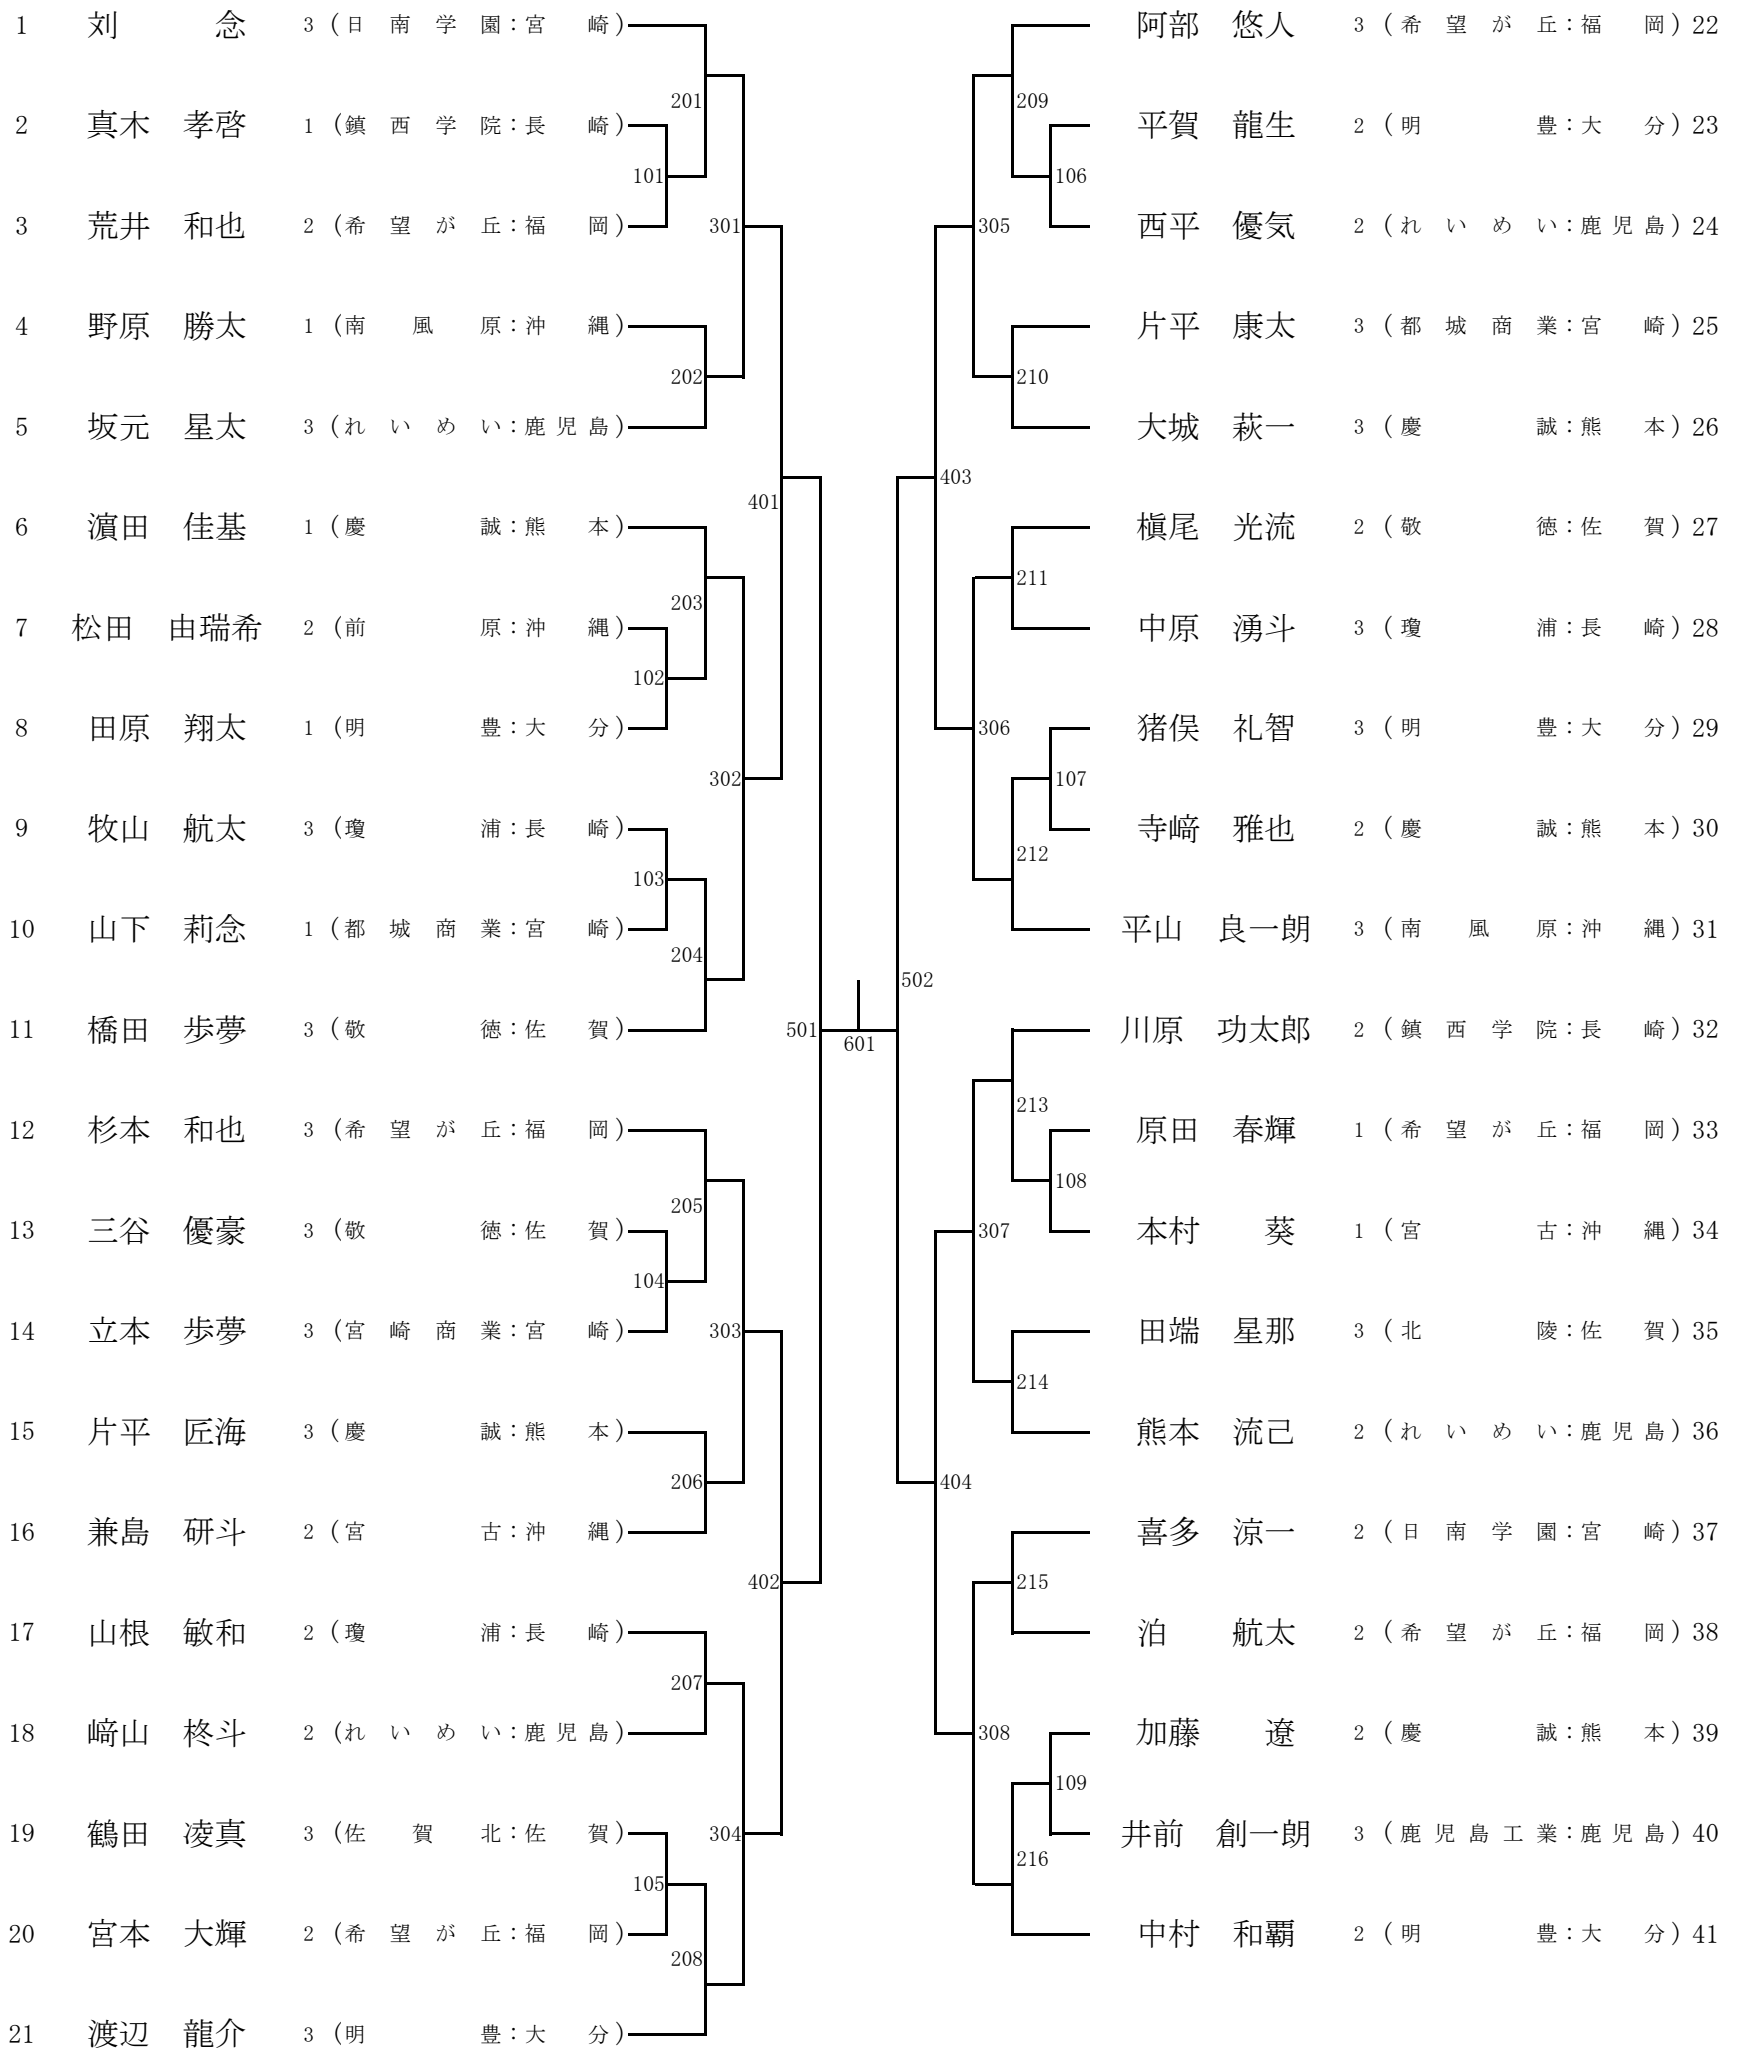 1 刘 念 3 (日南学園:宮崎)
201
2 真木 孝啓 1 (鎮西学院:長崎)
101
3 荒井 和也 2 (希望が丘:福岡)
301
4 野原 勝太 1 (南風原:沖縄)
202
5 坂元 星太 3 (れいめい:鹿児島)
401
6 濵田 佳基 1 (慶誠:熊本)
203
7 松田 由瑞希 2 (前原:沖縄)
102
8 田原 翔太 1 (明豊:大分)
302
9 牧山 航太 3 (瓊浦:長崎)
103
10 山下 莉念 1 (都城商業:宮崎)
204
11 橋田 歩夢 3 (敬徳:佐賀)
501
601
12 杉本 和也 3 (希望が丘:福岡)
205
13 三谷 優豪 3 (敬徳:佐賀)
104
14 立本 歩夢 3 (宮崎商業:宮崎)
303
15 片平 匠海 3 (慶誠:熊本)
206
16 兼島 研斗 2 (宮古:沖縄)
402
17 山根 敏和 2 (瓊浦:長崎)
207
18 﨑山 柊斗 2 (れいめい:鹿児島)
19 鶴田 凌真 3 (佐賀北:佐賀)
304
105
20 宮本 大輝 2 (希望が丘:福岡)
208
21 渡辺 龍介 3 (明豊:大分)
阿部 悠人 3 (希望が丘:福岡) 22
209
平賀 龍生 2 (明豊:大分) 23
106
西平 優気 2 (れいめい:鹿児島) 24
305
片平 康太 3 (都城商業:宮崎) 25
210
大城 萩一 3 (慶誠:熊本) 26
403
槇尾 光流 2 (敬徳:佐賀) 27
211
中原 湧斗 3 (瓊浦:長崎) 28
306
猪俣 礼智 3 (明豊:大分) 29
107
寺﨑 雅也 2 (慶誠:熊本) 30
212
平山 良一朗 3 (南風原:沖縄) 31
502
川原 功太郎 2 (鎮西学院:長崎) 32
213
原田 春輝 1 (希望が丘:福岡) 33
108
本村 葵 1 (宮古:沖縄) 34
307
田端 星那 3 (北陵:佐賀) 35
214
熊本 流己 2 (れいめい:鹿児島) 36
404
喜多 涼一 2 (日南学園:宮崎) 37
215
泊 航太 2 (希望が丘:福岡) 38
308
加藤 遼 2 (慶誠:熊本) 39
109
井前 創一朗 3 (鹿児島工業:鹿児島) 40
216
中村 和覇 2 (明豊:大分) 41